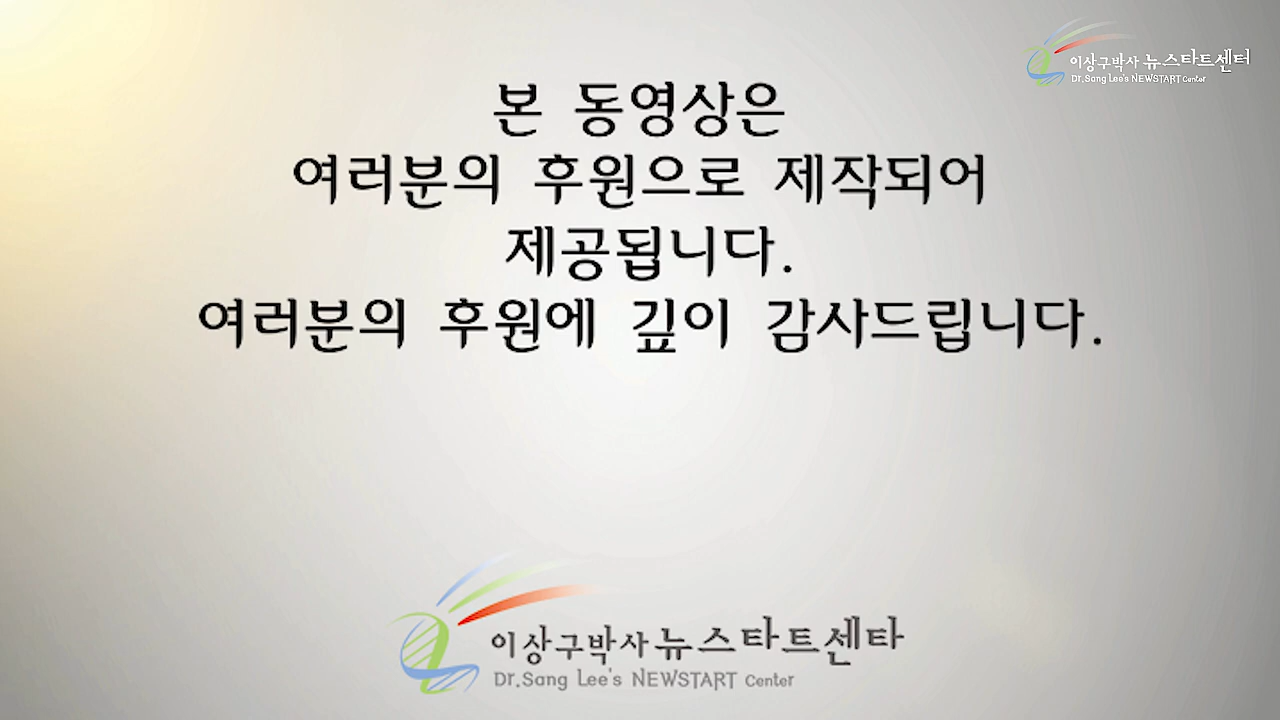 이상구박사 뉴스타트센터
Dr.Sang Lee's NEWSTART Center
본 동영상은
여러분의 후원으로 제작되어
제공됩니다.
여러분의 후원에 깊이 감사드립니다.
이상구박사 뉴스타트센타
Dr.Sang Lee's NEWSTART Center